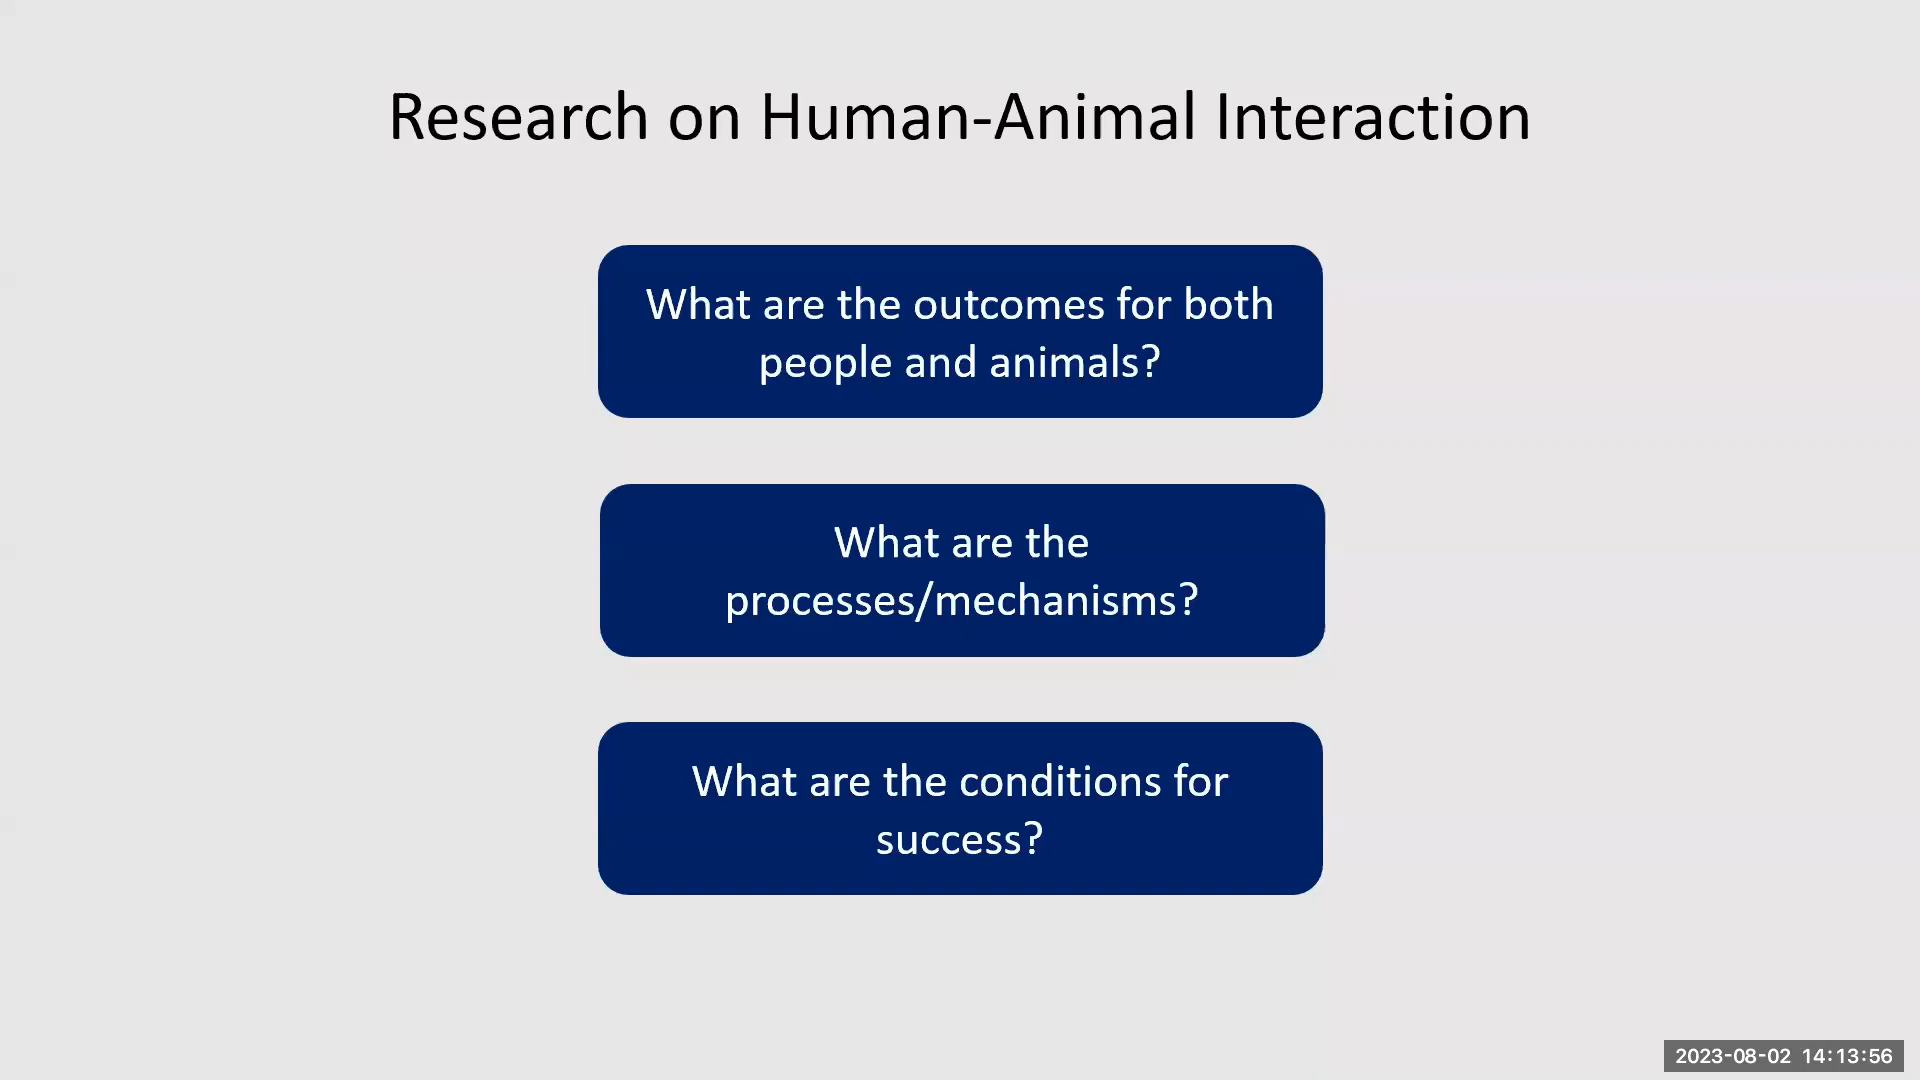 Research on Human-Animal Interaction
What are the outcomes for both
people and animals?
What are the
processes/mechanisms?
What are the conditions for
success?
2023-08-02 14:13:56